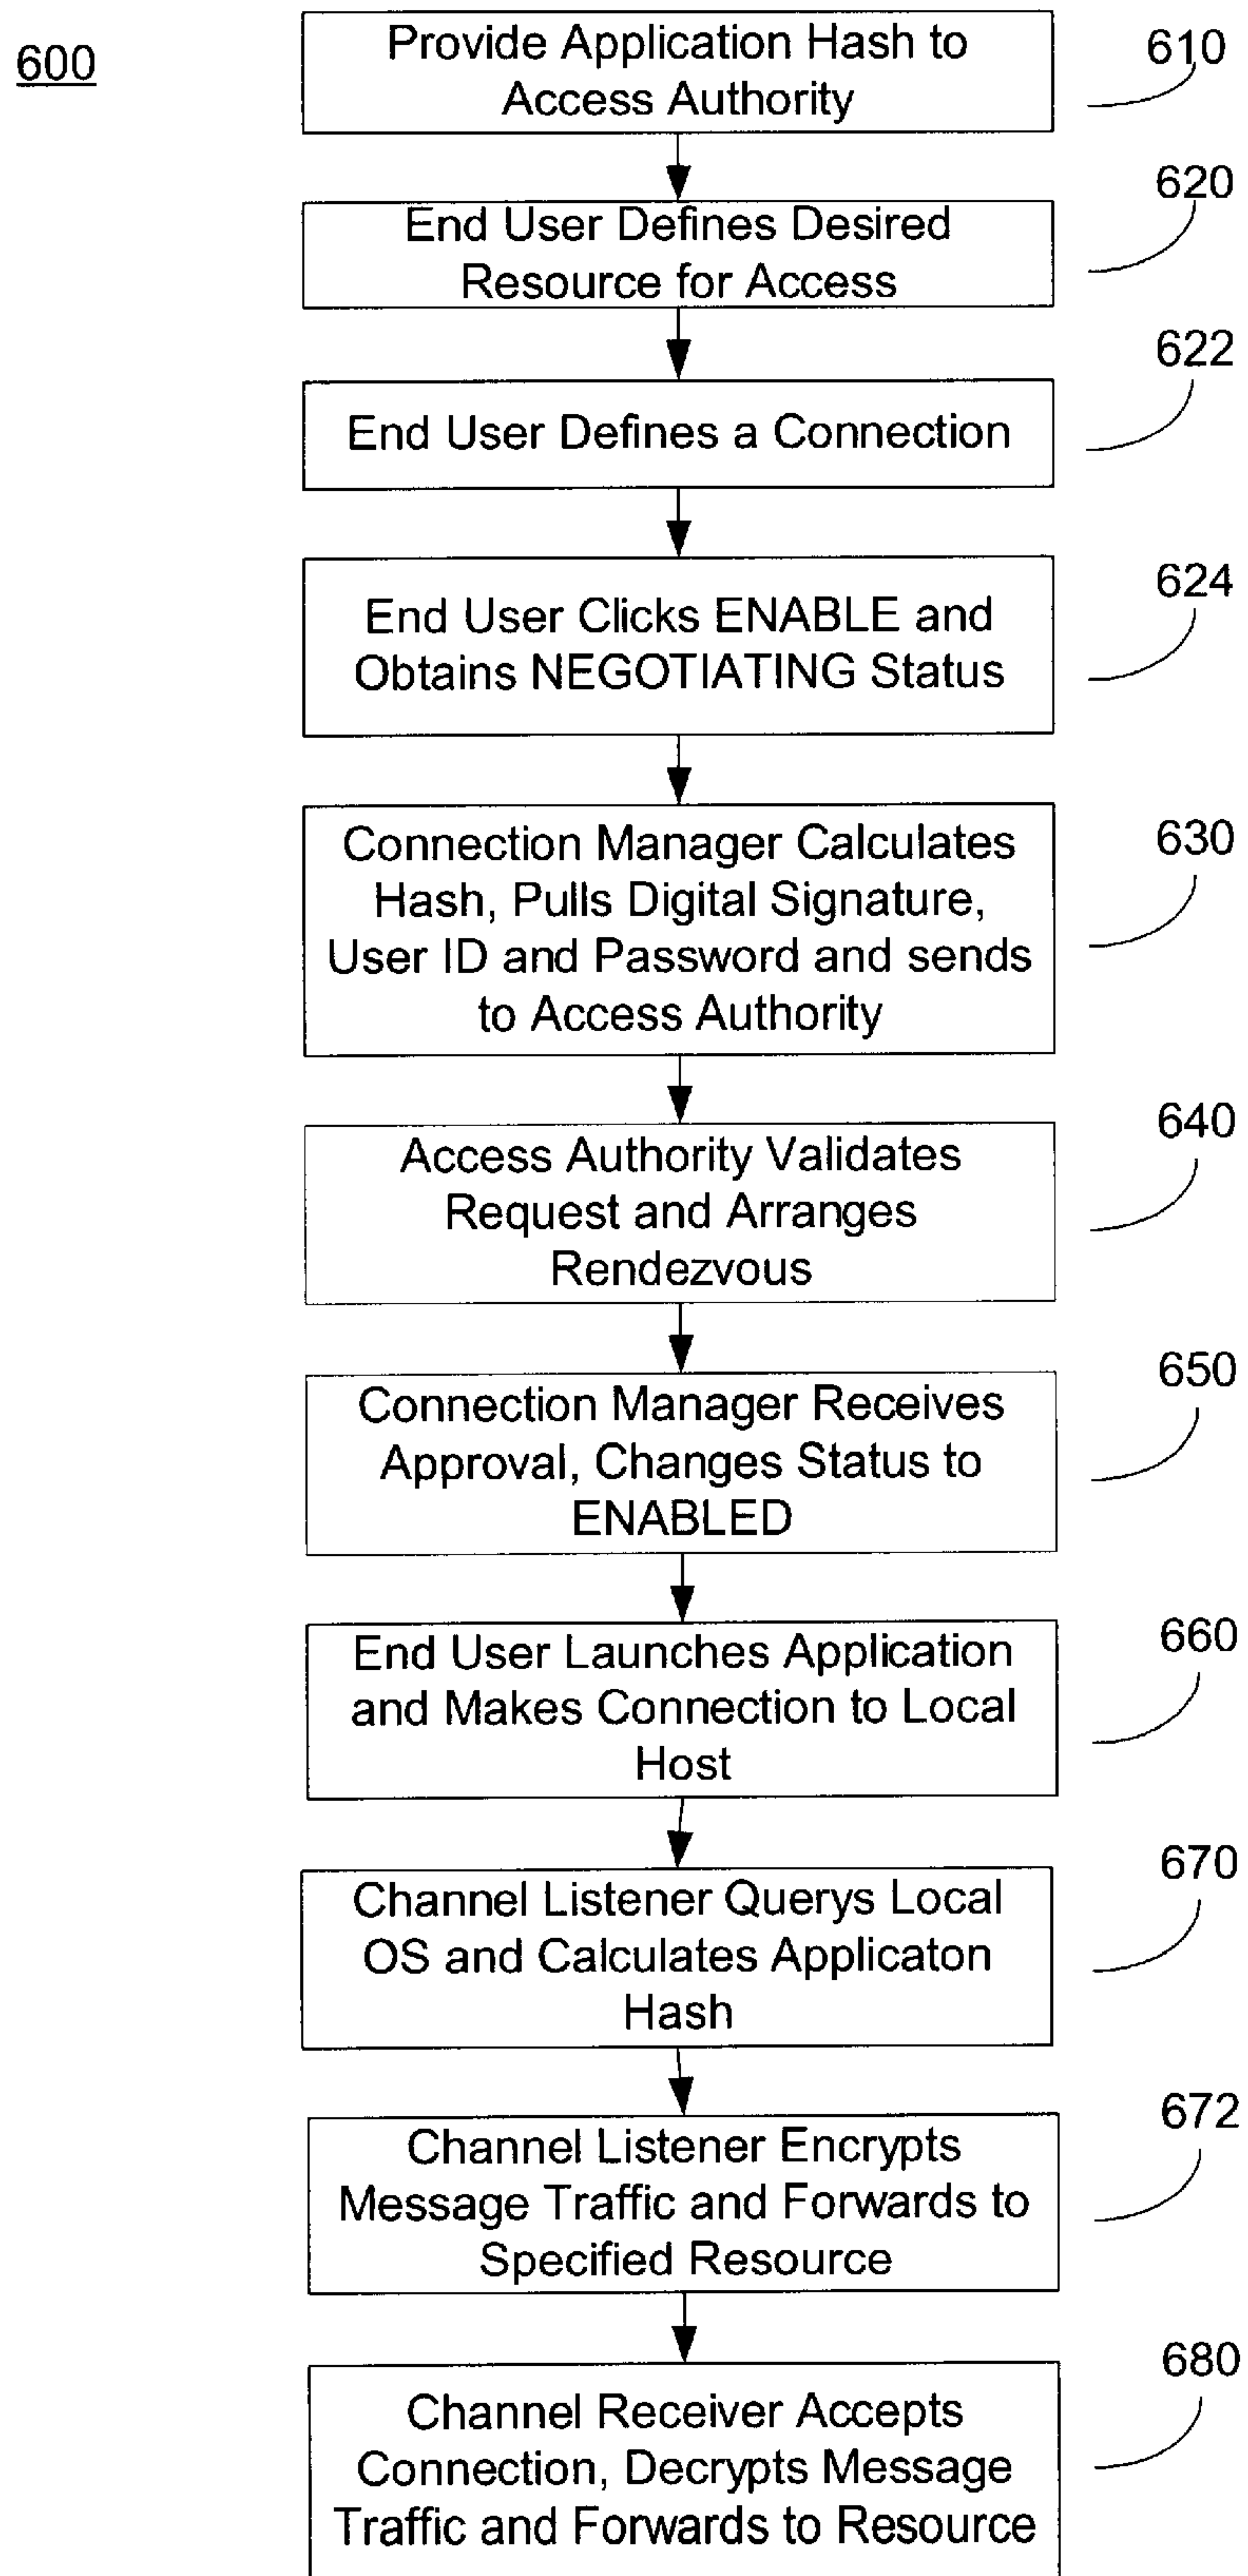 600
Provide Application Hash to
Access Authority
610
End User Defines Desired
Resource for Access
620
End User Defines a Connection
622
End User Clicks ENABLE and
Obtains NEGOTIATING Status
624
Connection Manager Calculates
Hash, Pulls Digital Signature,
User ID and Password and sends
to Access Authority
630
Access Authority Validates
Request and Arranges
Rendezvous
640
Connection Manager Receives
Approval, Changes Status to
ENABLED
650
End User Launches Application
and Makes Connection to Local
Host
660
Channel Listener Querys Local
OS and Calculates Applicaton
Hash
670
Channel Listener Encrypts
Message Traffic and Forwards to
Specified Resource
672
Channel Receiver Accepts
Connection, Decrypts Message
Traffic and Forwards to Resource
680